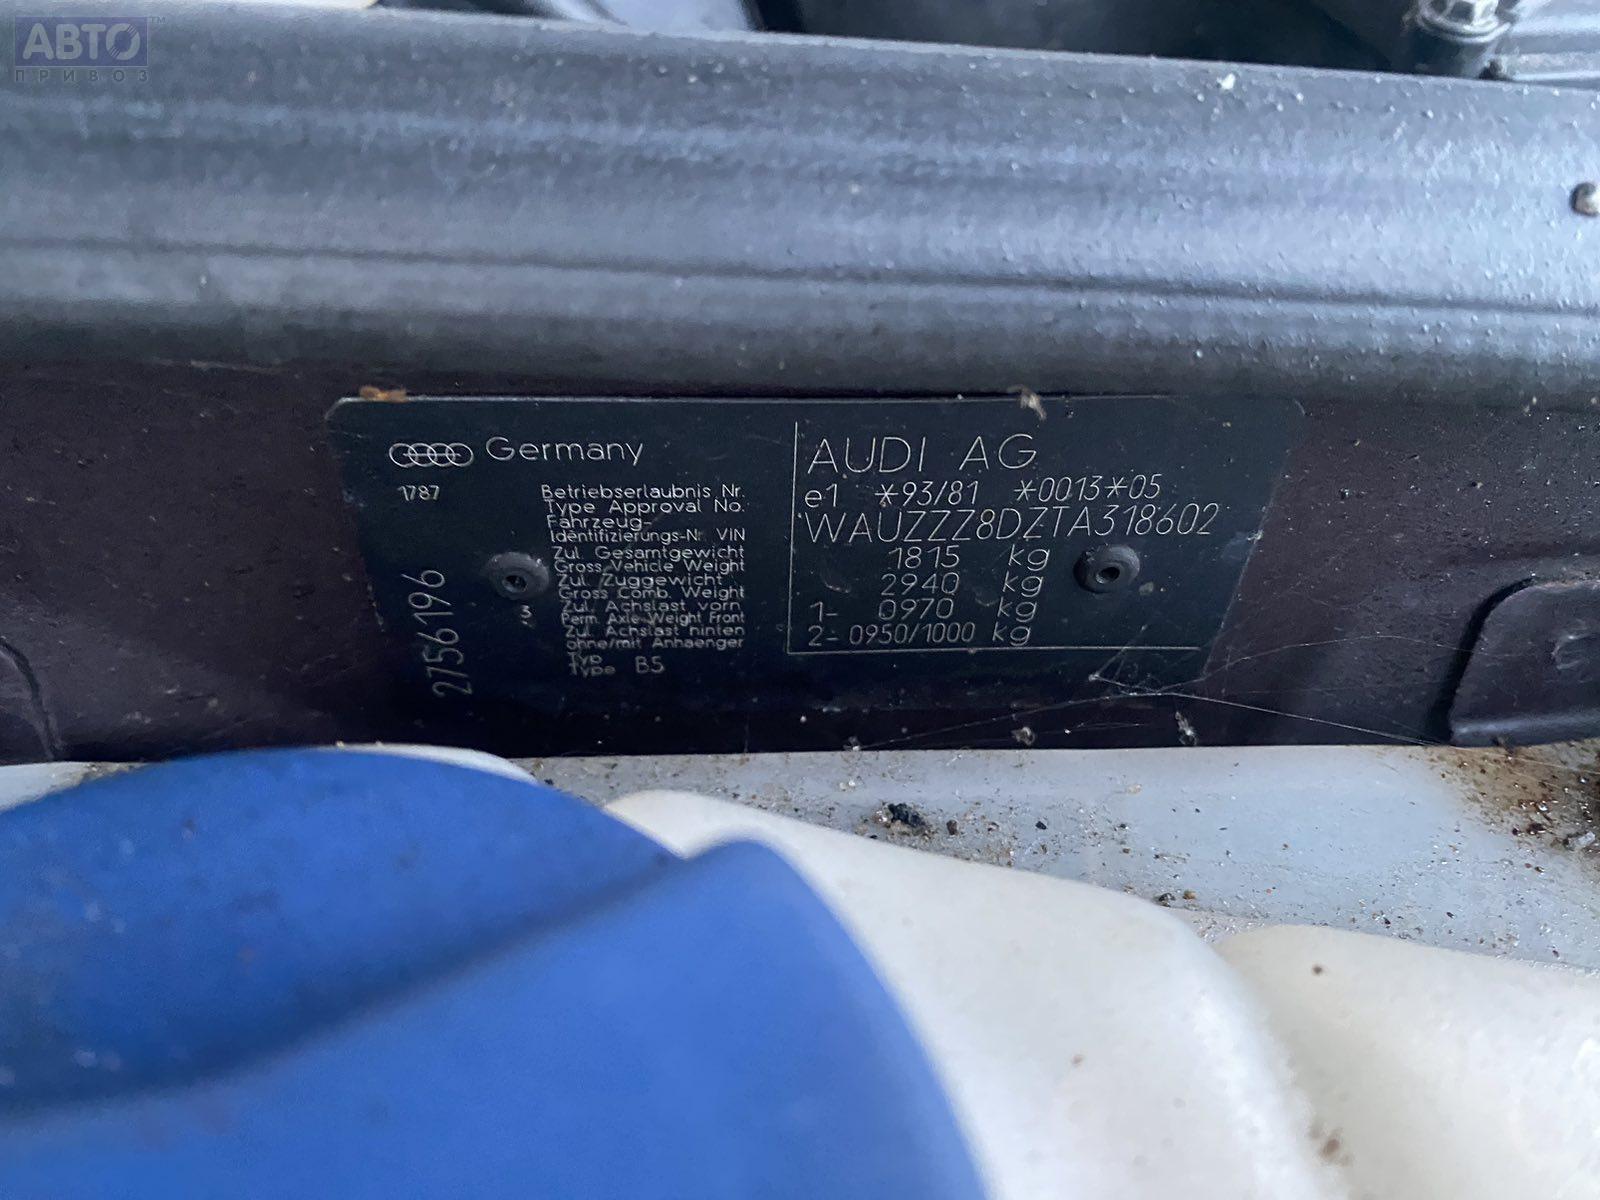 АВТО™
ПРИВОЗ
Germany
1787
Betriebserlaubnis Nr.
Type Approval No.
Fahrzeug-
Identifizierungs-Nr. VIN
Zul. Gesamtgewicht
Gross Vehicle Weight
Zul. Zuggewicht
Gross Comb. Weight
Zul. Achslast vorn
Perm. Axle Weight Front
Zul. Achslast hinten
ohne/mit Anhaenger
Typ
Type B5
3
2756196
AUDI AG
e1 *93/81 *0013*05
WAUZZZ8DZTA318602
1815 kg
2940 kg
1- 0970 kg
2- 0950/1000 kg